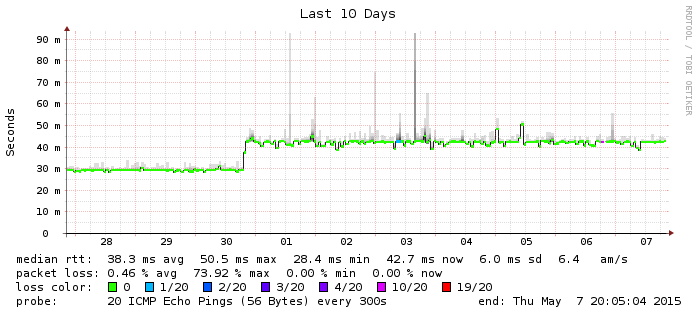 Last 10 Days
RRDTOOL / TOBI OETIKER
Seconds
90 m
80 m
70 m
60 m
50 m
40 m
30 m
20 m
10 m
0
28 29 30 01 02 03 04 05 06 07
median rtt: 38.3 ms avg 50.5 ms max 28.4 ms min 42.7 ms now 6.0 ms sd 6.4 am/s
packet loss: 0.46 % avg 73.92 % max 0.00 % min 0.00 % now
loss color: 0 1/20 2/20 3/20 4/20 10/20 19/20
probe: 20 ICMP Echo Pings (56 Bytes) every 300s end: Thu May 7 20:05:04 2015